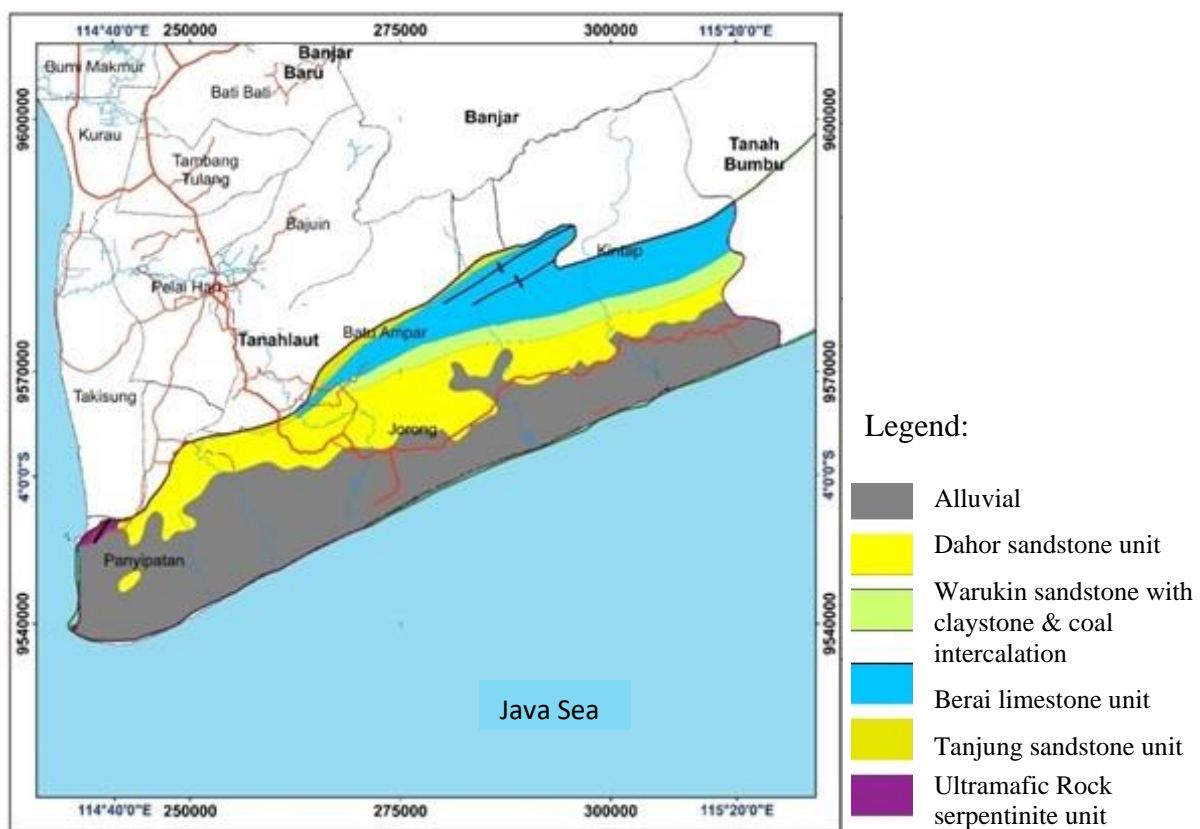 114°40'0"E 250000 275000 300000 115°20'0"E
Bumi Makmur
Banjar
Baru
Bati Bati
9600000
9600000
Kurau
Banjar
Tanah
Bumbu
Tambang
Tulang
Bajuin
Kintap
Pelai Hari
Batu Ampar
Tanahlaut
9570000
9570000
Takisung
Jorong
4°0'0"S
4°0'0"S
Panyipatan
9540000
9540000
Java Sea
114°40'0"E 250000 275000 300000 115°20'0"E
Legend:
Alluvial
Dahor sandstone unit
Warukin sandstone with
claystone & coal
intercalation
Berai limestone unit
Tanjung sandstone unit
Ultramafic Rock
serpentinite unit